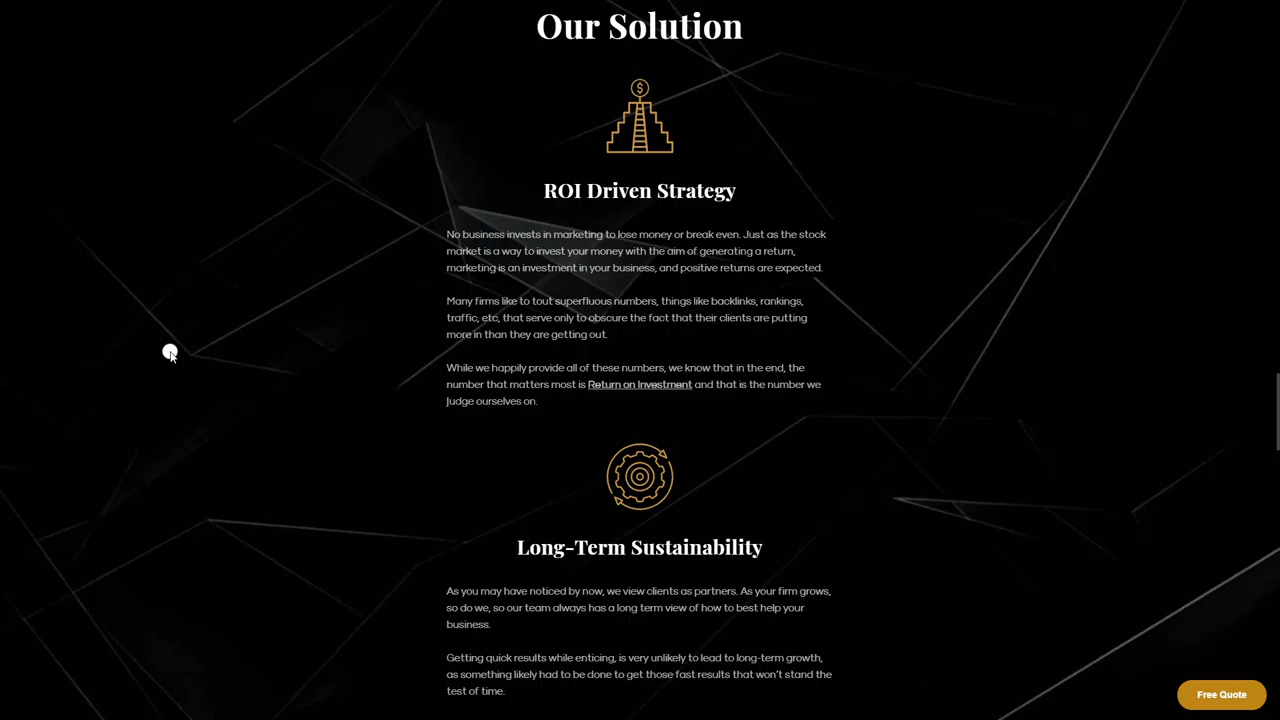 Our Solution
$
ROI Driven Strategy
No business invests in marketing to lose money or break even. Just as the stock
market is a way to invest your money with the aim of generating a return,
marketing is an investment in your business, and positive returns are expected.
Many firms like to tout superfluous numbers, things like backlinks, rankings,
traffic, etc, that serve only to obscure the fact that their clients are putting
more in than they are getting out.
While we happily provide all of these numbers, we know that in the end, the
number that matters most is Return on Investment and that is the number we
judge ourselves on.
Long-Term Sustainability
As you may have noticed by now, we view clients as partners. As your firm grows,
so do we, so our team always has a long term view of how to best help your
business.
Getting quick results while enticing, is very unlikely to lead to long-term growth,
as something likely had to be done to get those fast results that won't stand the
test of time.
Free Quote